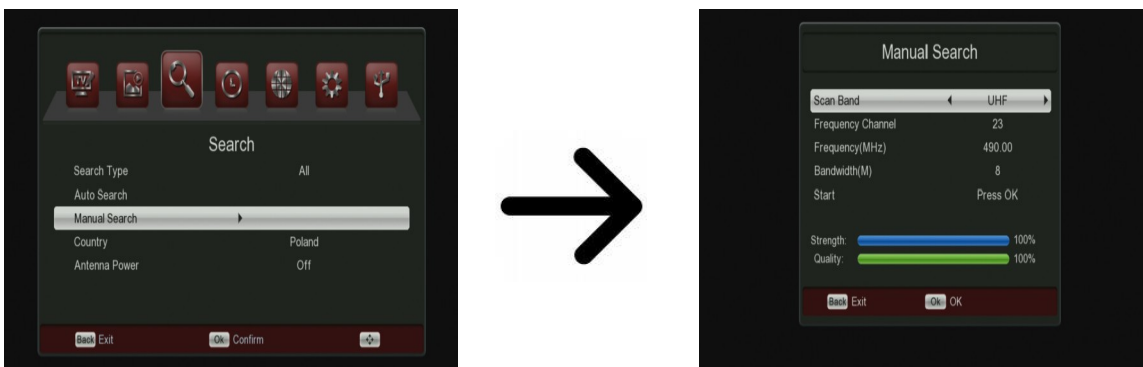 TV
Search
Search Type All
Auto Search
Manual Search
Country Poland
Antenna Power Off
Back Exit Ok Confirm
Manual Search
Scan Band UHF
Frequency Channel 23
Frequency(MHz) 490.00
Bandwidth(M) 8
Start Press OK
Strength: 100%
Quality: 100%
Back Exit Ok OK